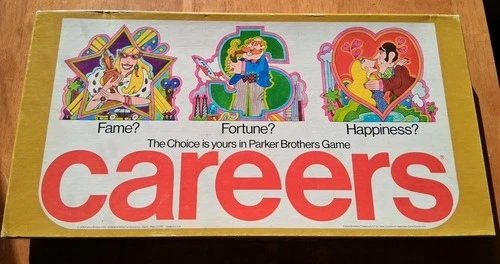 Fame? Fortune? Happiness?
The Choice is yours in Parker Brothers Game
careers